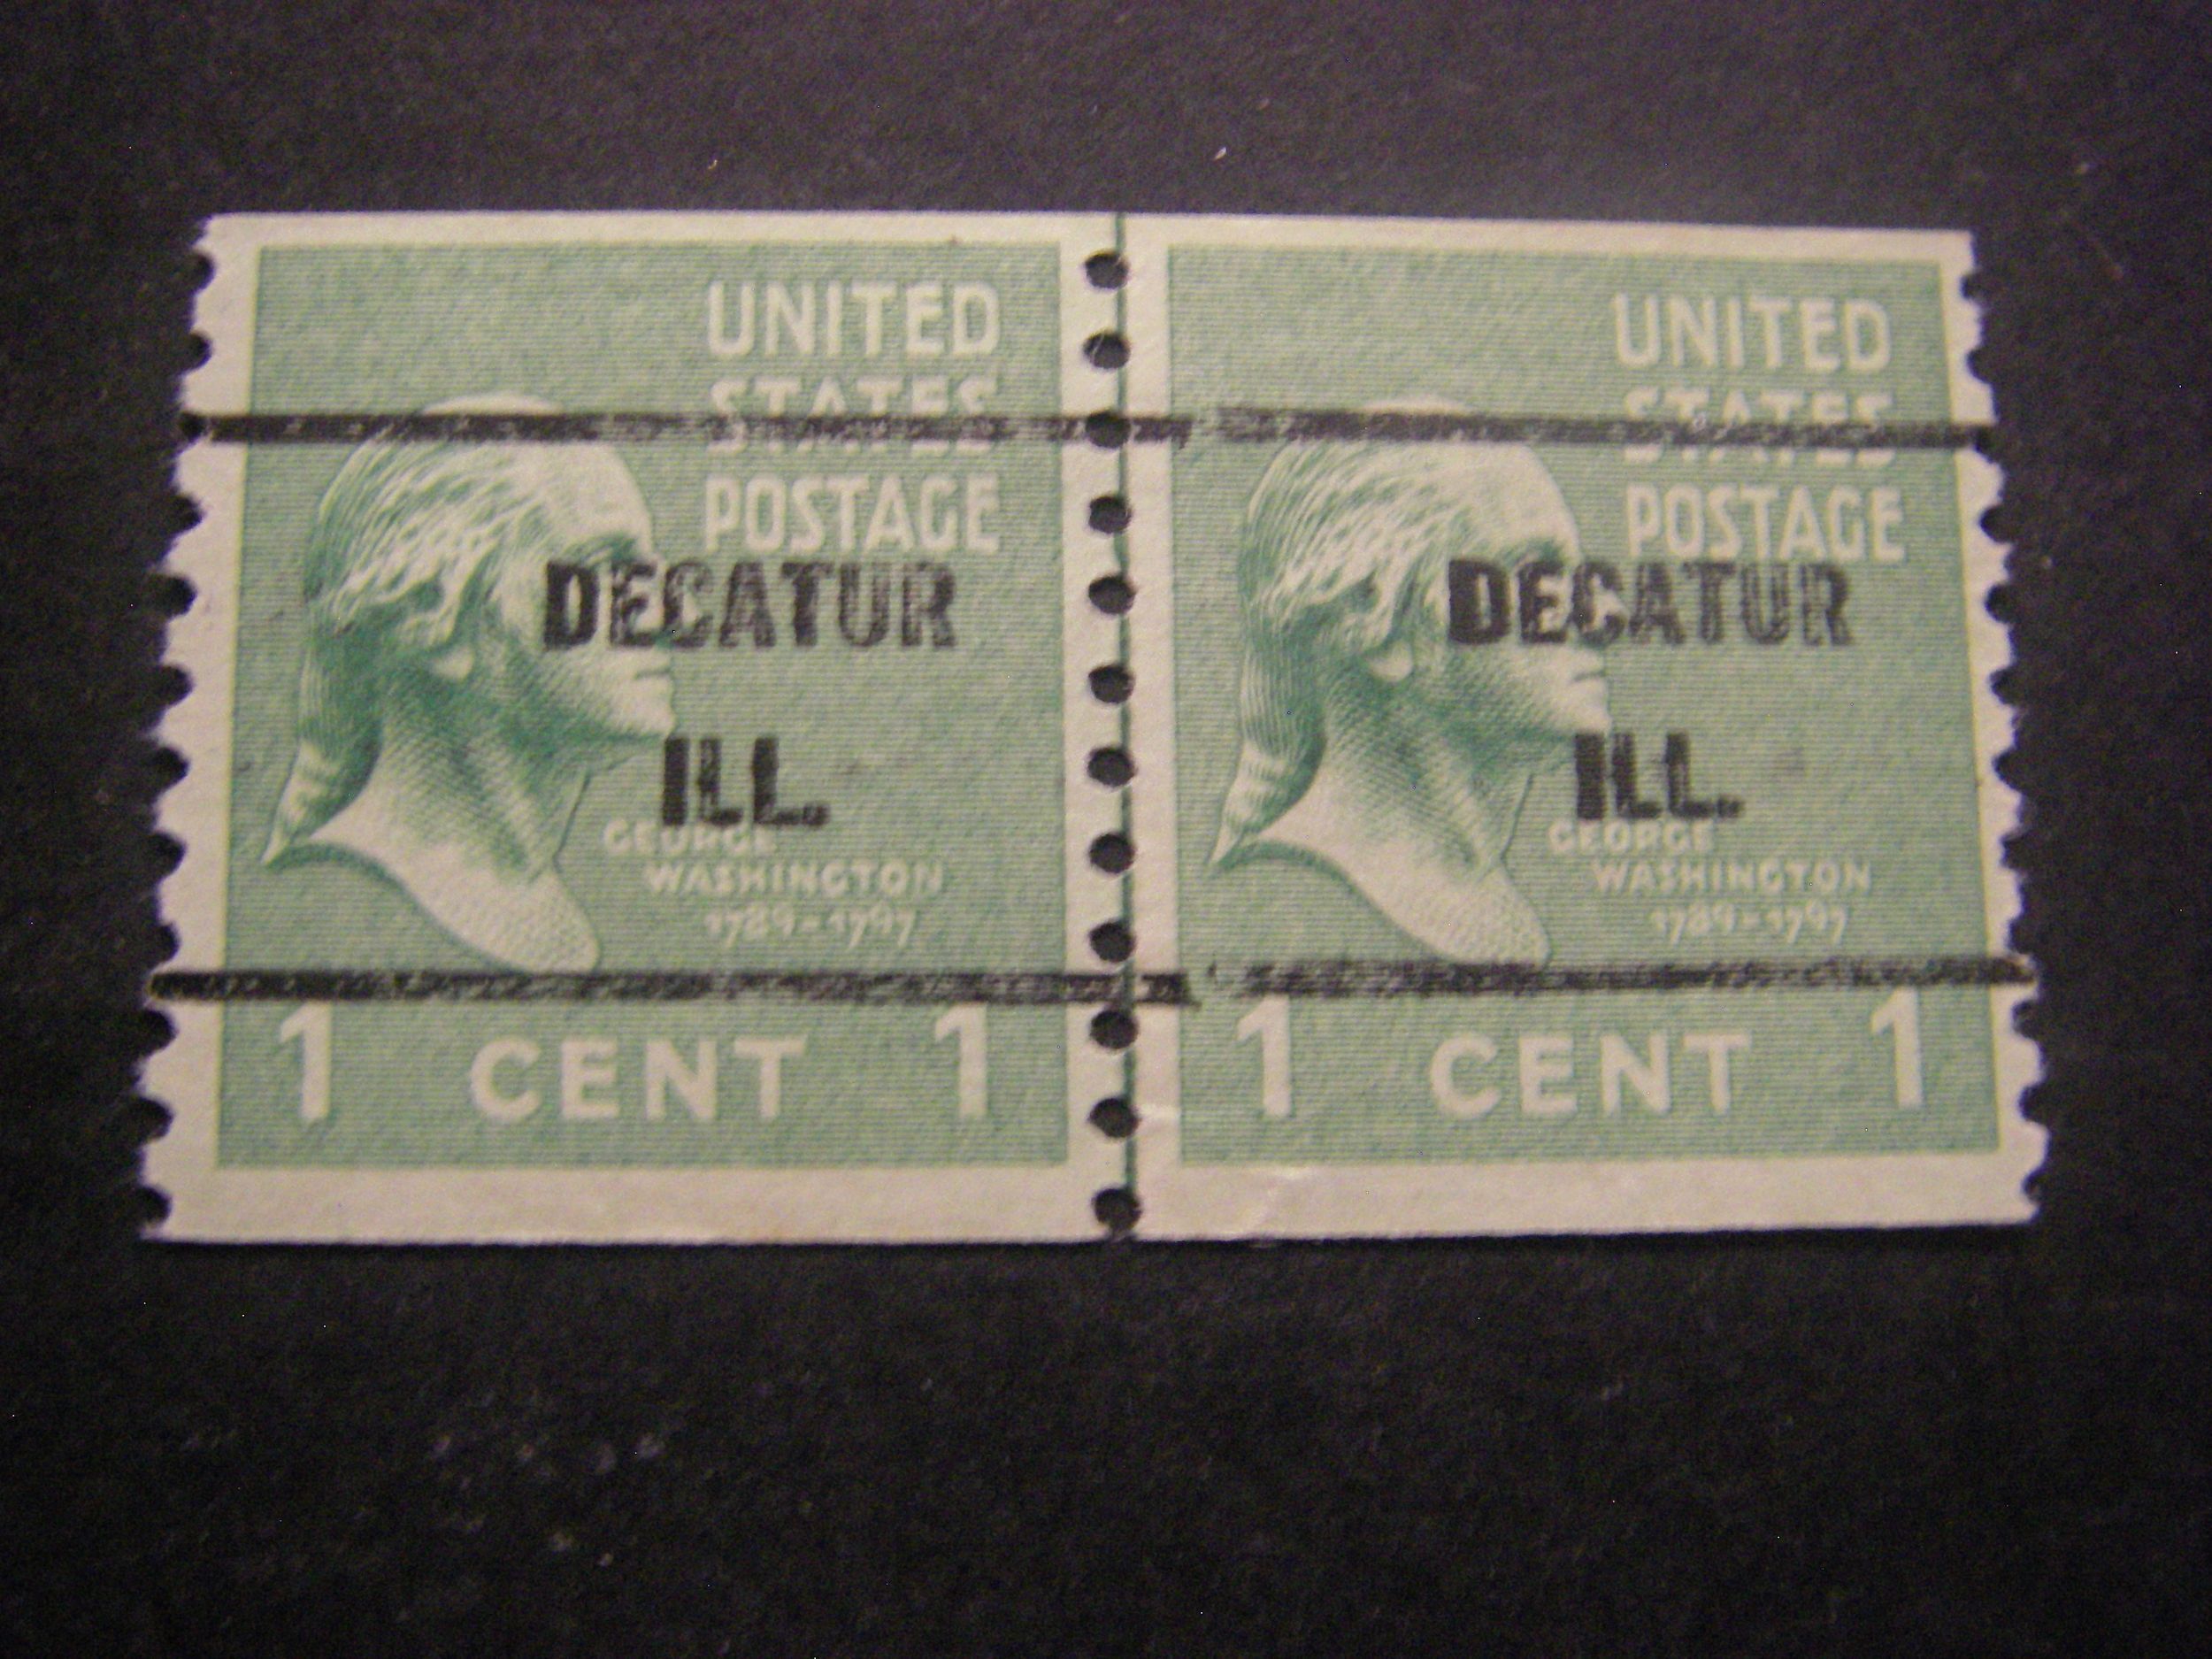 UNITED
STATES
POSTAGE
DECATUR
ILL.
GEORGE
WASHINGTON
1789-1797
1 CENT 1
UNITED
STATES
POSTAGE
DECATUR
ILL.
GEORGE
WASHINGTON
1789-1797
1 CENT 1